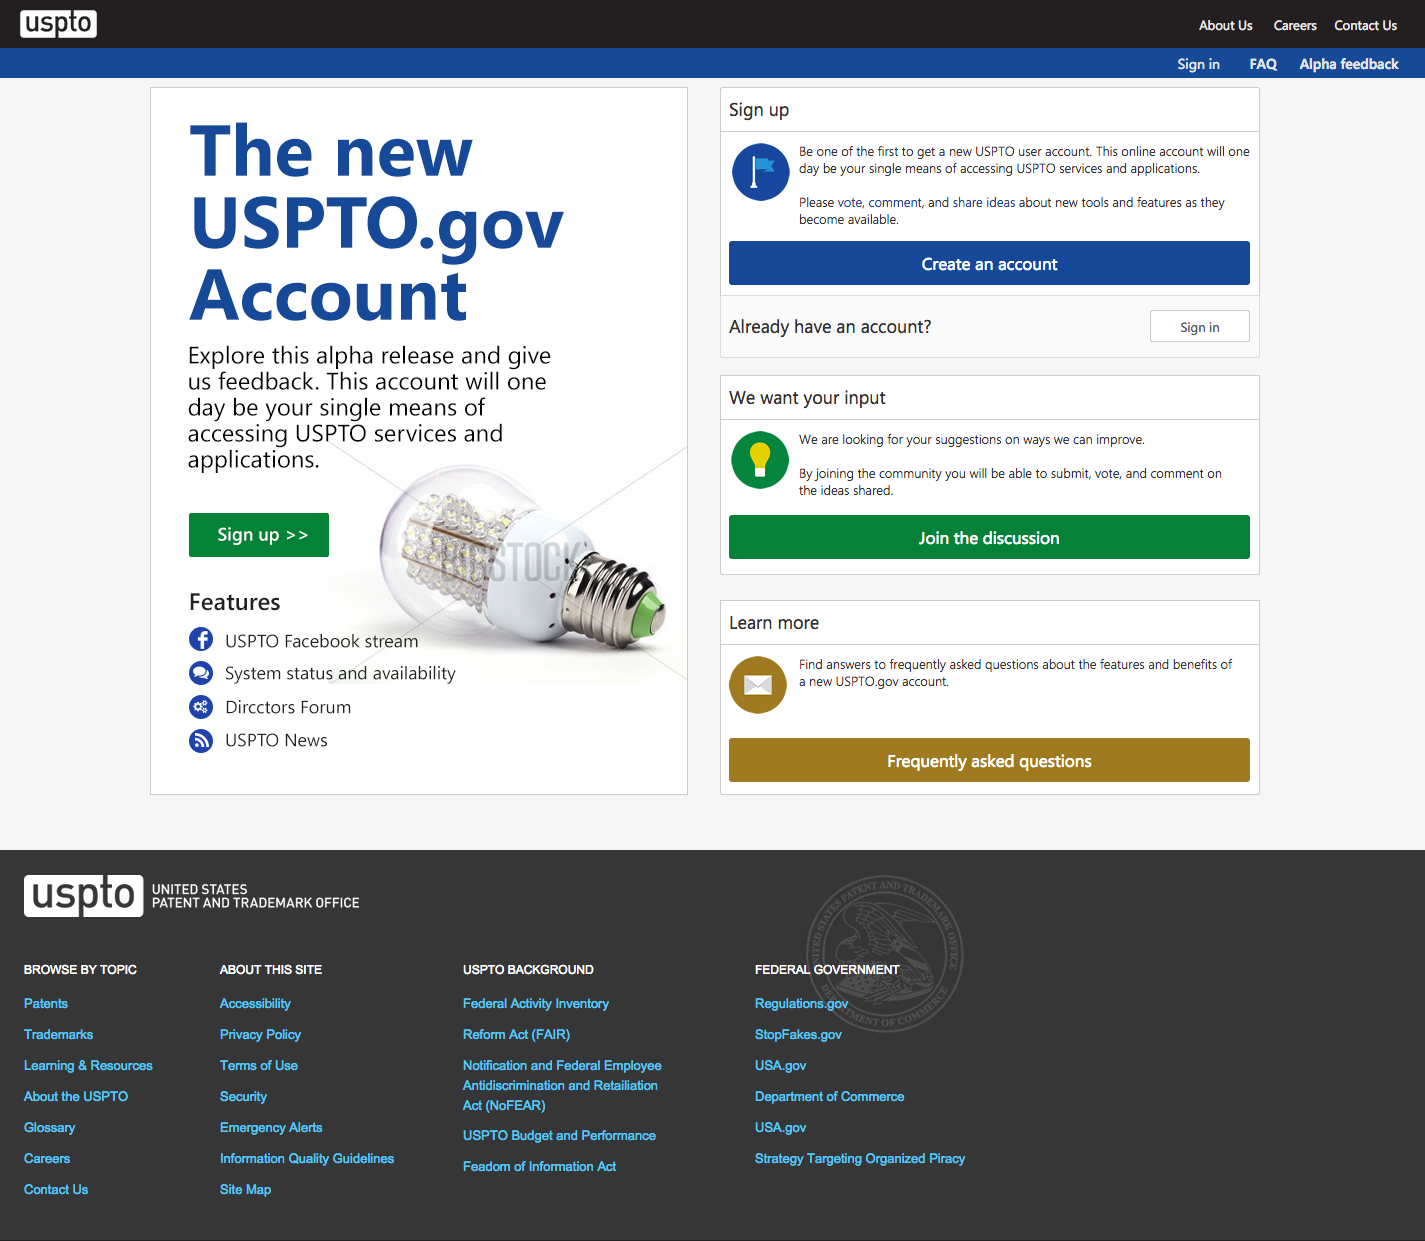 uspto
About Us Careers Contact Us
Sign in FAQ Alpha feedback
The new
USPTO.gov
Account
Explore this alpha release and give
us feedback. This account will one
day be your single means of
accessing USPTO services and
applications.
Sign up >>
Features
USPTO Facebook stream
System status and availability
Dircctors Forum
USPTO News
Sign up
Be one of the first to get a new USPTO user account. This online account will one
day be your single means of accessing USPTO services and applications.
Please vote, comment, and share ideas about new tools and features as they
become available.
Create an account
Already have an account?
Sign in
We want your input
We are looking for your suggestions on ways we can improve.
By joining the community you will be able to submit, vote, and comment on
the ideas shared.
Join the discussion
Learn more
Find answers to frequently asked questions about the features and benefits of
a new USPTO.gov account.
Frequently asked questions
uspto
UNITED STATES
PATENT AND TRADEMARK OFFICE
UNITED STATES PATENT AND TRADEMARK OFFICE
DEPARTMENT OF COMMERCE
BROWSE BY TOPIC
Patents
Trademarks
Learning & Resources
About the USPTO
Glossary
Careers
Contact Us
ABOUT THIS SITE
Accessibility
Privacy Policy
Terms of Use
Security
Emergency Alerts
Information Quality Guidelines
Site Map
USPTO BACKGROUND
Federal Activity Inventory
Reform Act (FAIR)
Notification and Federal Employee
Antidiscrimination and Retailiation
Act (NoFEAR)
USPTO Budget and Performance
Feadom of Information Act
FEDERAL GOVERNMENT
Regulations.gov
StopFakes.gov
USA.gov
Department of Commerce
USA.gov
Strategy Targeting Organized Piracy